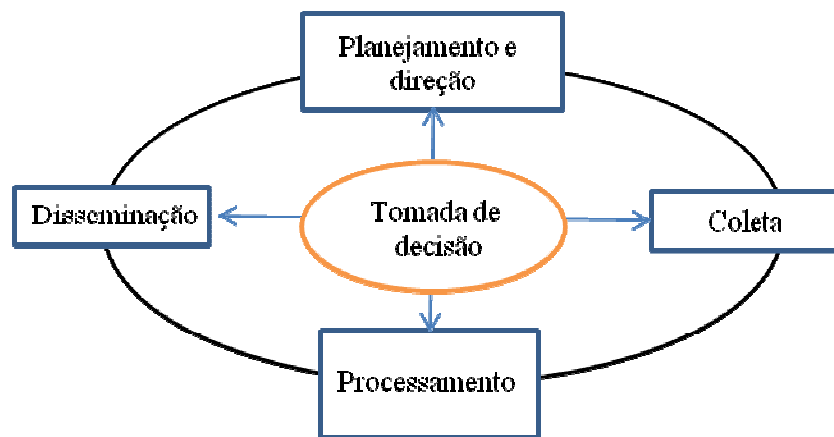 Planejamento e
direção
Disseminação
Tomada de
decisão
Coleta
Processamento